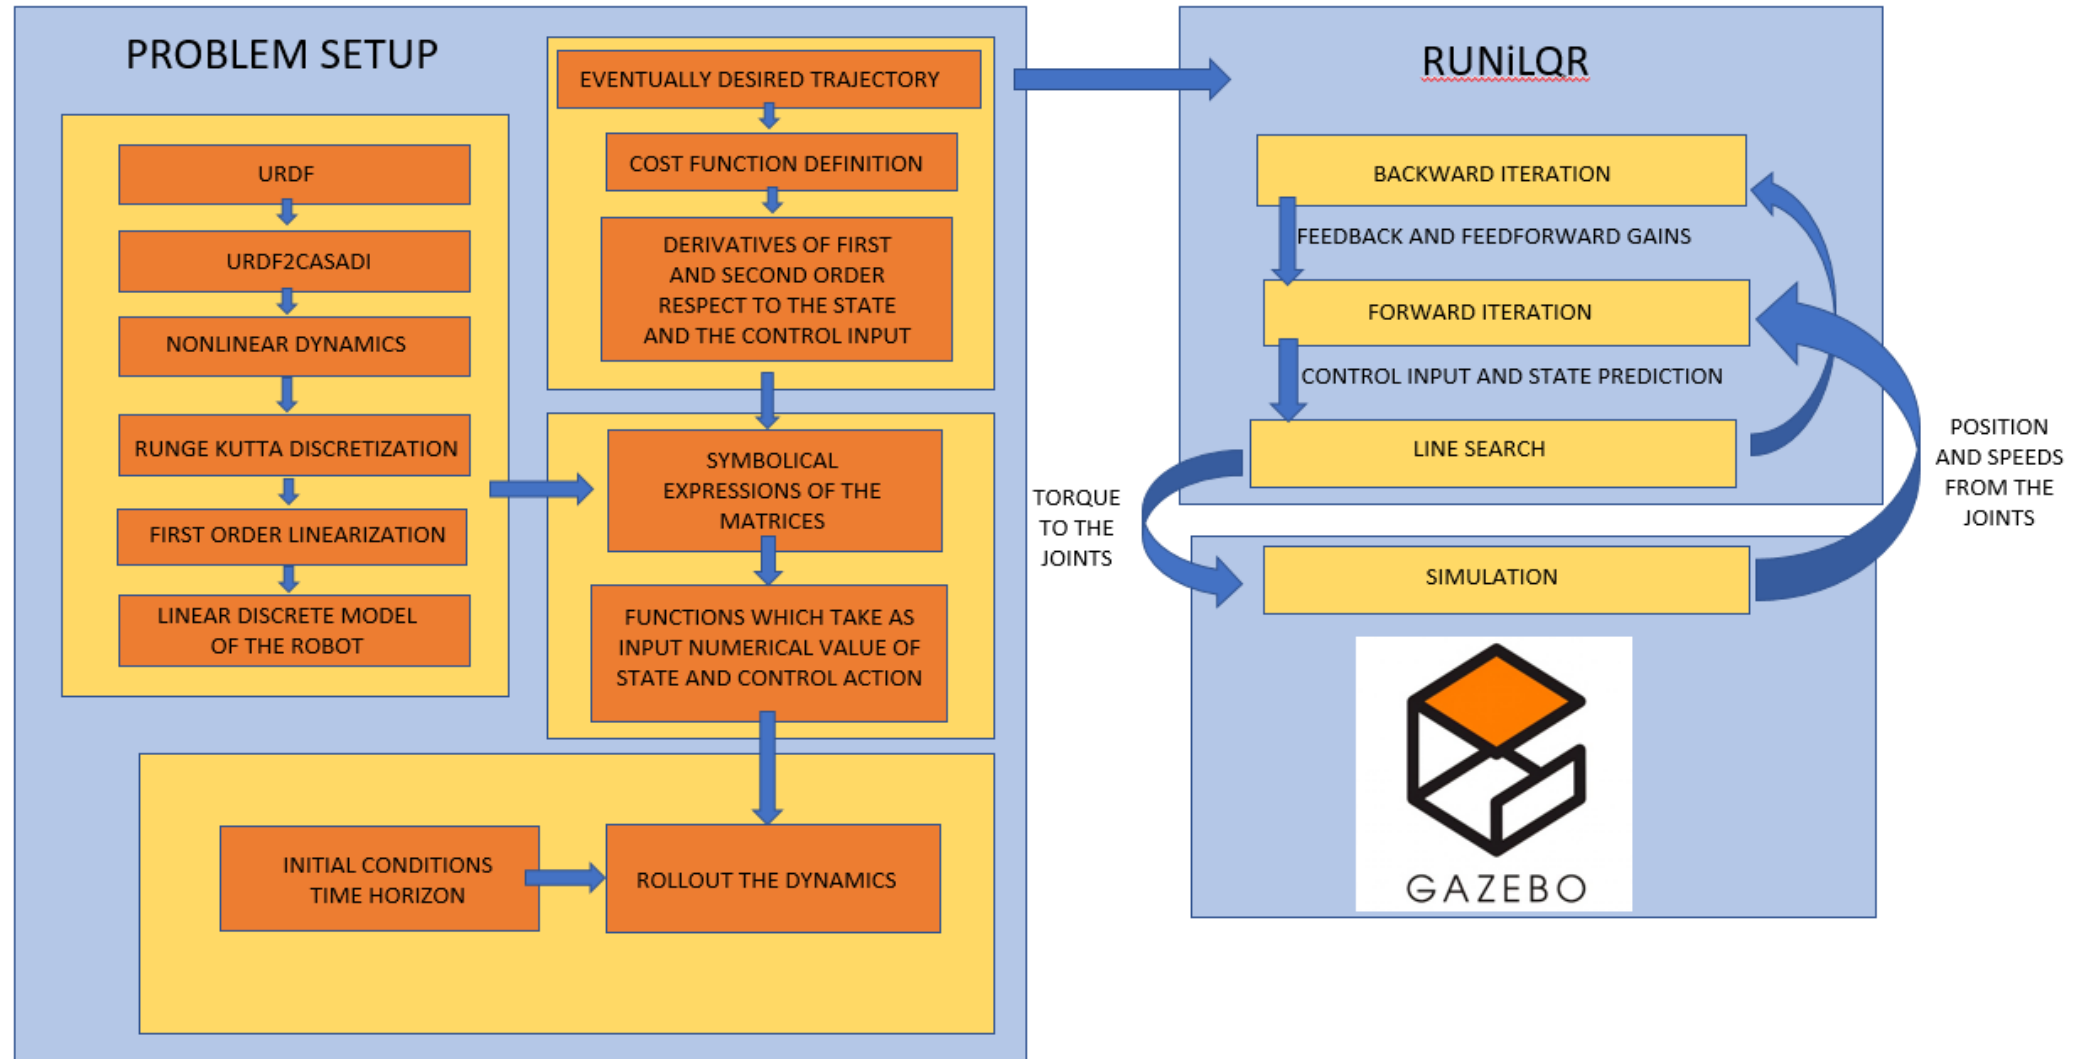 PROBLEM SETUP
URDF
URDF2CASADI
NONLINEAR DYNAMICS
RUNGE KUTTA DISCRETIZATION
FIRST ORDER LINEARIZATION
LINEAR DISCRETE MODEL
OF THE ROBOT
EVENTUALLY DESIRED TRAJECTORY
COST FUNCTION DEFINITION
DERIVATIVES OF FIRST
AND SECOND ORDER
RESPECT TO THE STATE
AND THE CONTROL INPUT
SYMBOLICAL
EXPRESSIONS OF THE
MATRICES
FUNCTIONS WHICH TAKE AS
INPUT NUMERICAL VALUE OF
STATE AND CONTROL ACTION
INITIAL CONDITIONS
TIME HORIZON
ROLLOUT THE DYNAMICS
RUNiLQR
BACKWARD ITERATION
FEEDBACK AND FEEDFORWARD GAINS
FORWARD ITERATION
CONTROL INPUT AND STATE PREDICTION
LINE SEARCH
TORQUE
TO THE
JOINTS
POSITION
AND SPEEDS
FROM THE
JOINTS
SIMULATION
GAZEBO